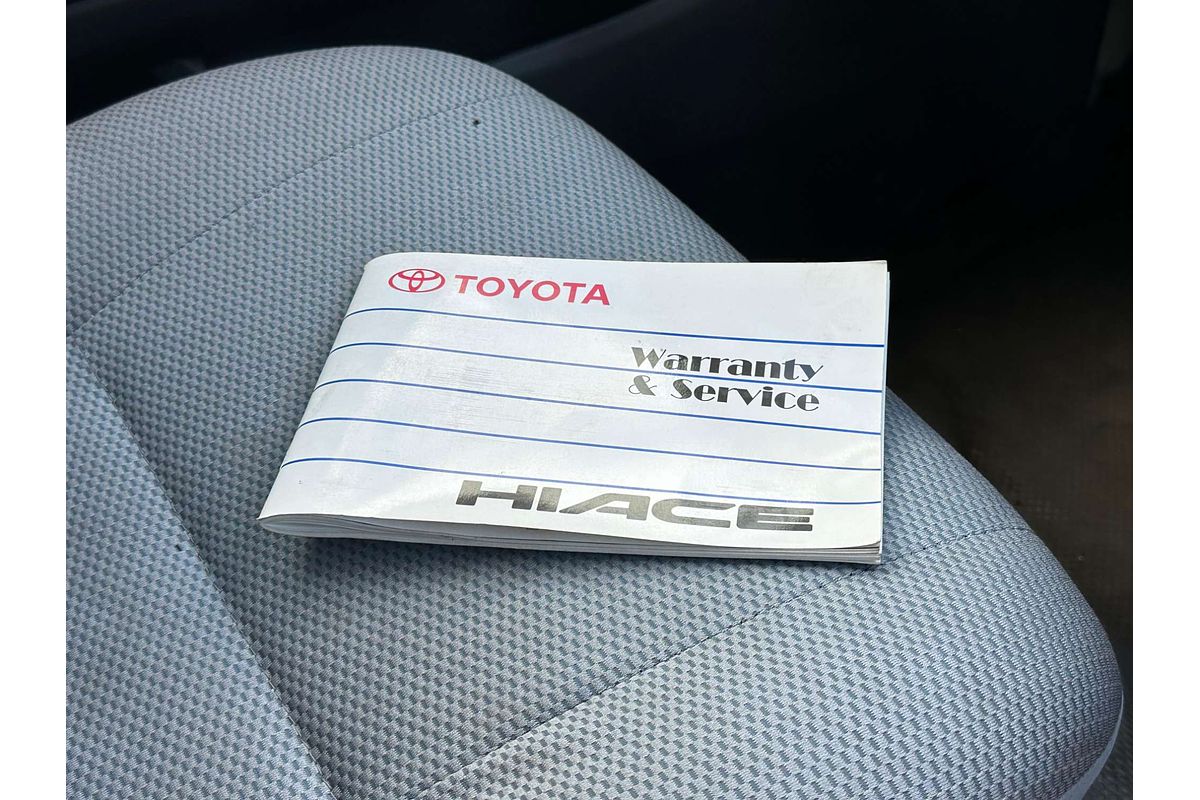 TOYOTA
Warranty
& Service
HIACE